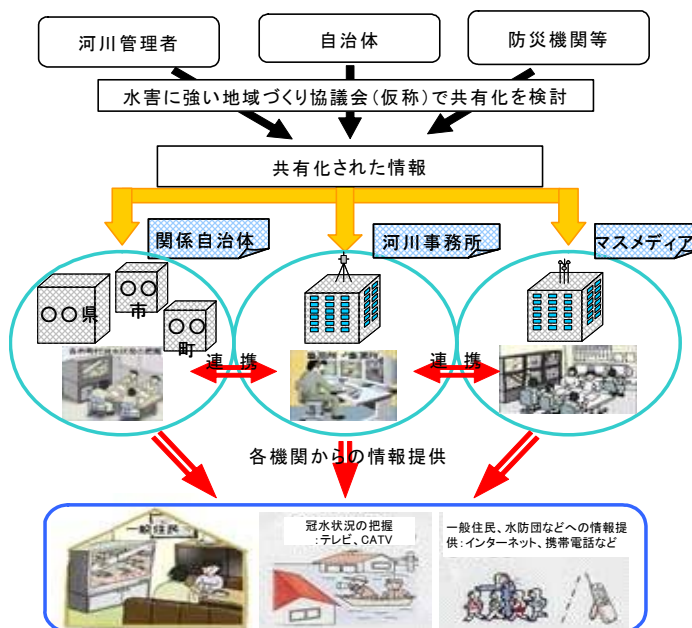 河川管理者
自治体
防災機関等
水害に強い地域づくり協議会(仮称)で共有化を検討
共有化された情報
関係自治体
河川事務所
マスメディア
○○県
○○市
○○町
連携
連携
各機関からの情報提供
一般住民
冠水状況の把握
:テレビ、CATV
一般住民、水防団などへの情報提
供:インターネット、携帯電話など